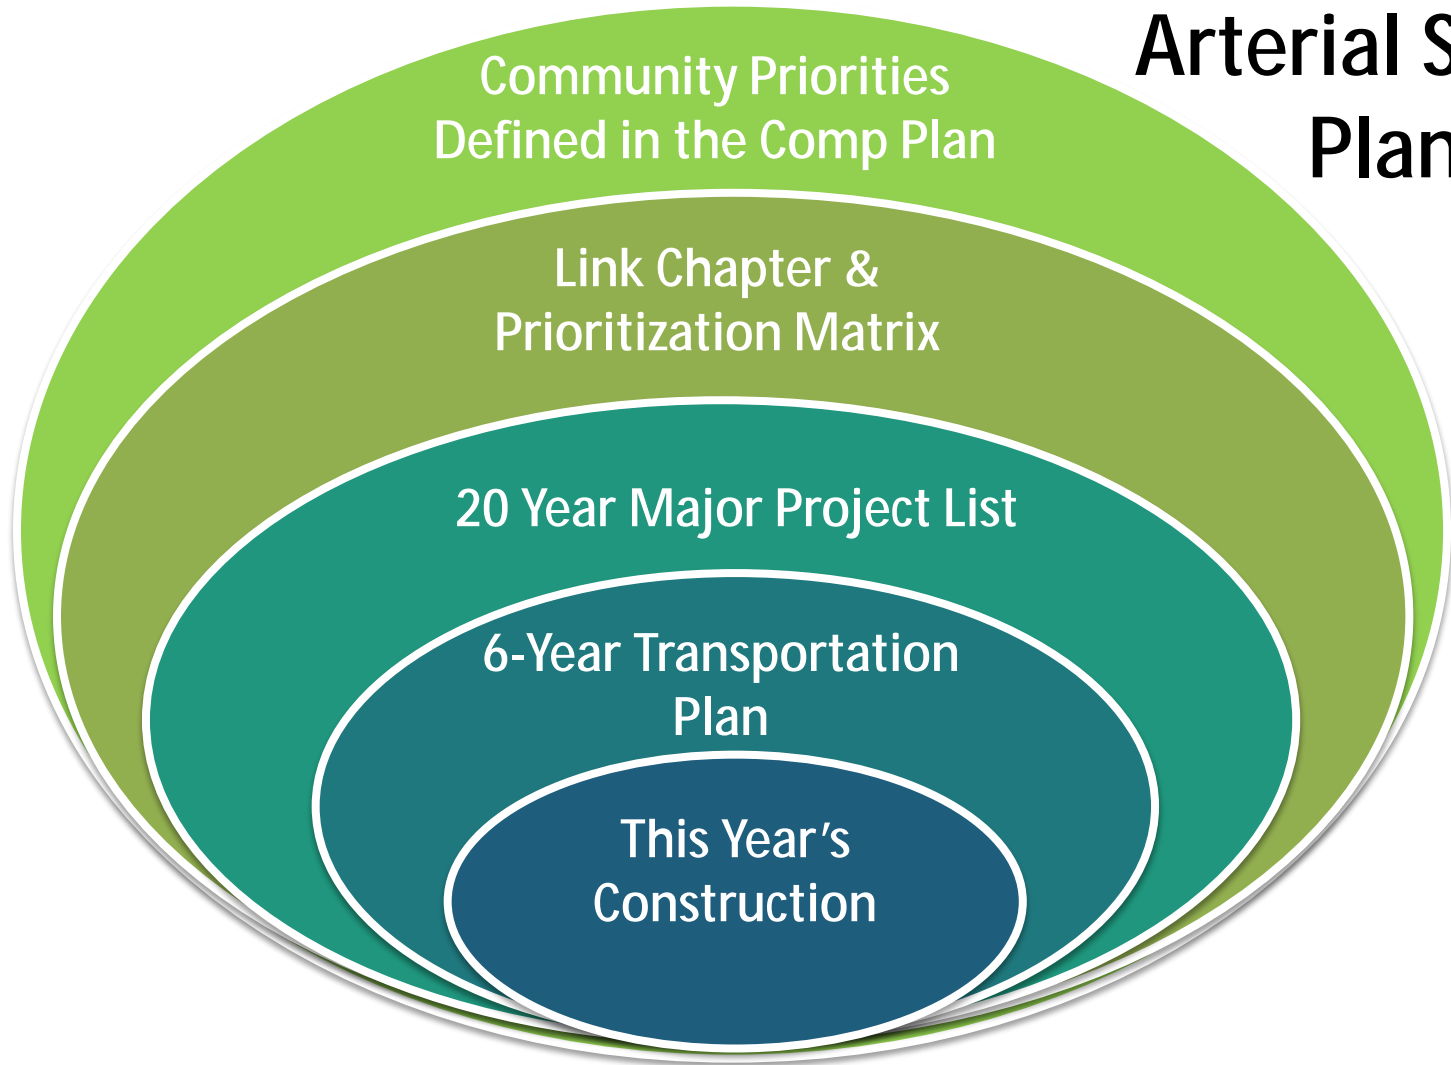 Arterial S
Plan
Community Priorities
Defined in the Comp Plan
Link Chapter &
Prioritization Matrix
20 Year Major Project List
6-Year Transportation
Plan
This Year's
Construction